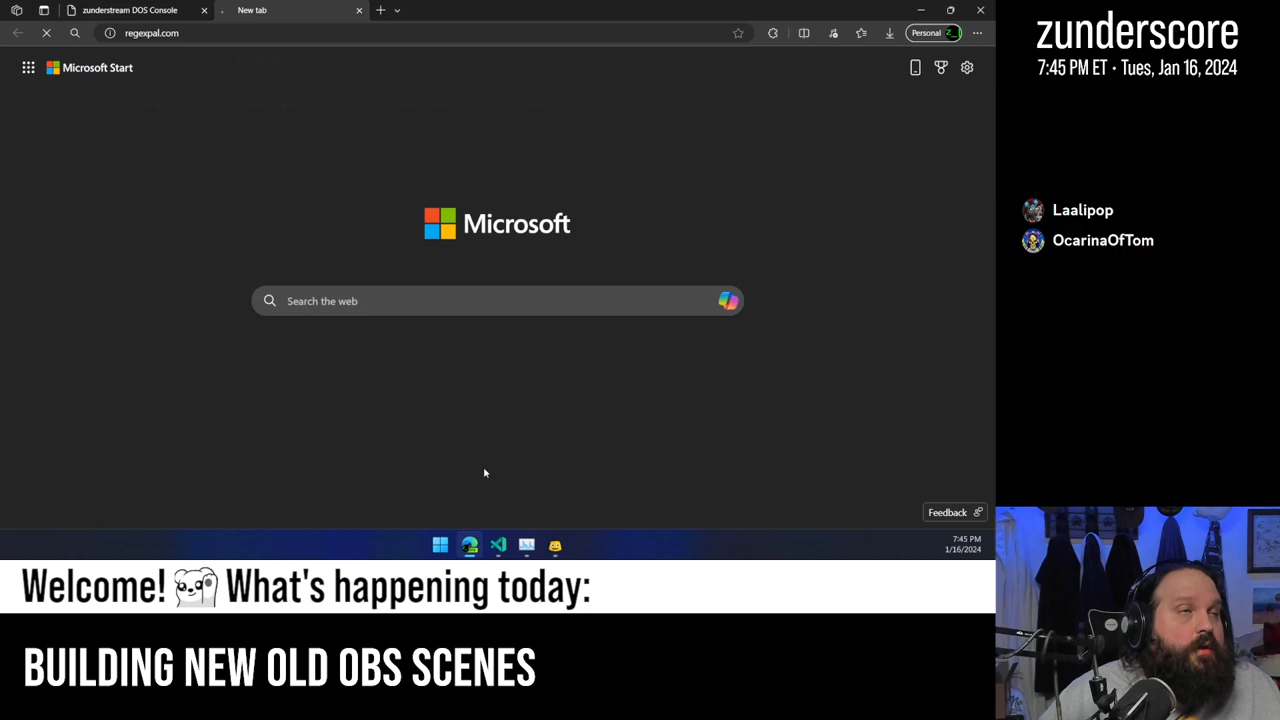 zunderstream DOS Console
New tab
regexpal.com
Personal
Microsoft Start
Microsoft
Search the web
Feedback
7:45 PM
1/16/2024
Welcome! What's happening today:
BUILDING NEW OLD OBS SCENES
zunderscore
7:45 PM ET • Tues, Jan 16, 2024
Laalipop
OcarinaOfTom